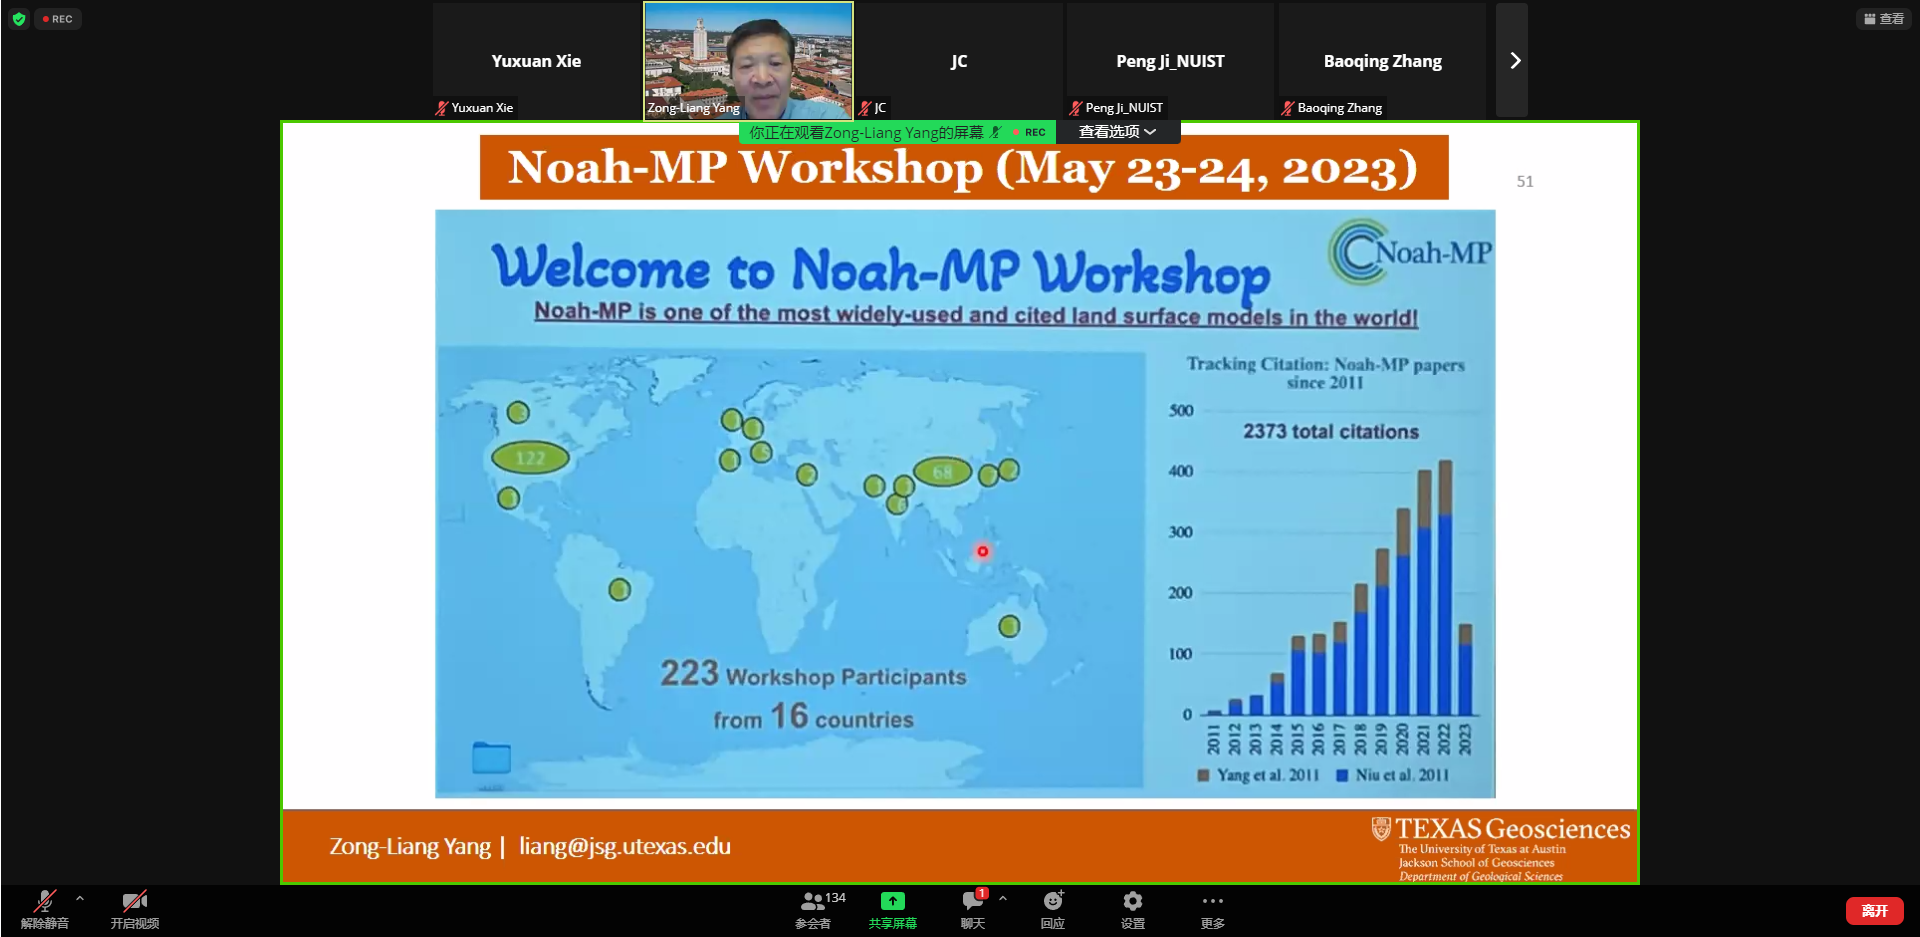 REC
查看
Yuxuan Xie
JC
Peng Ji_NUIST
Baoqing Zhang
Yuxuan Xie
Zong-Liang Yang
JC
Peng Ji_NUIST
Baoqing Zhang
你正在观看Zong-Liang Yang的屏幕
REC
查看选项
Noah-MP Workshop (May 23-24, 2023)
51
Welcome to Noah-MP Workshop
Noah-MP
Noah-MP is one of the most widely-used and cited land surface models in the world!
122
68
Tracking Citation: Noah-MP papers
since 2011
2373 total citations
500
400
300
200
100
0
2011
2012
2013
2014
2015
2016
2017
2018
2019
2020
2021
2022
2023
Yang et al. 2011
Niu et al. 2011
223 Workshop Participants
from 16 countries
Zong-Liang Yang | liang@jsg.utexas.edu
TEXAS Geosciences
The University of Texas at Austin
Jackson School of Geosciences
Department of Geological Sciences
解除静音
开启视频
134
参会者
共享屏幕
1
聊天
回应
设置
更多
离开